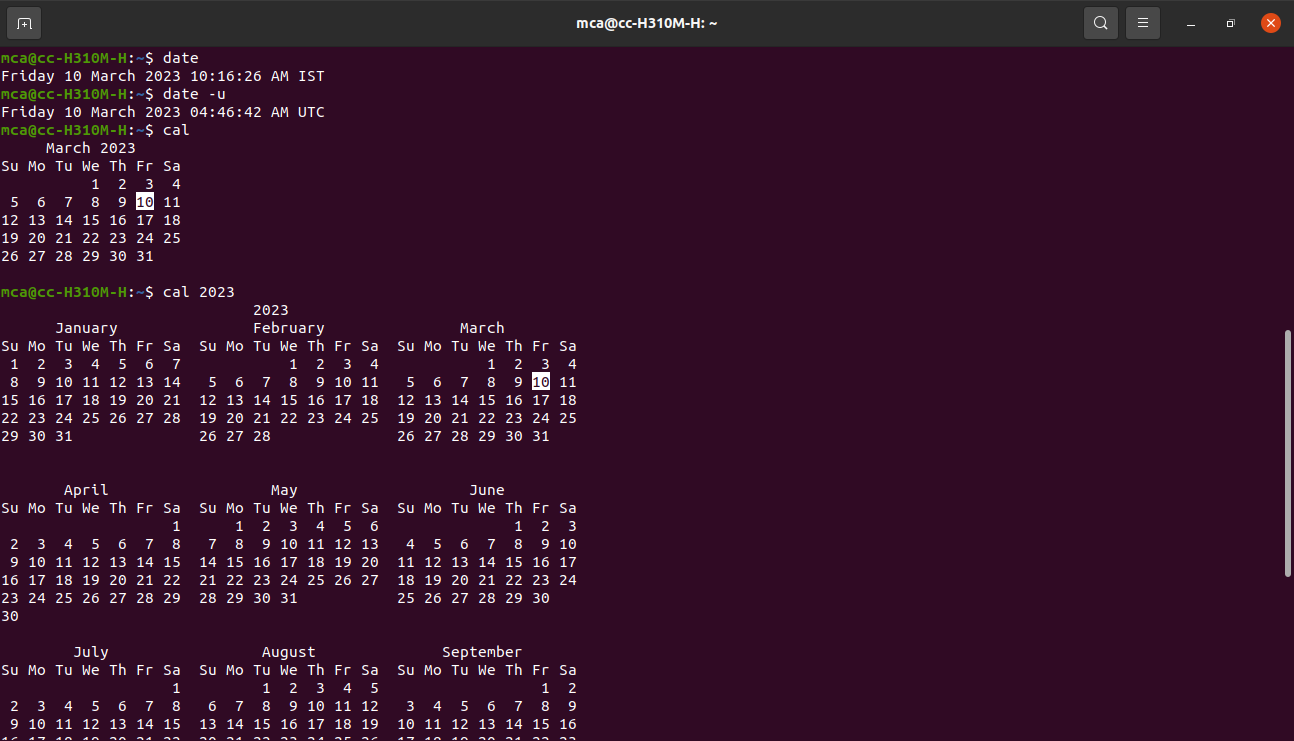 mca@cc-H310M-H: ~
mca@cc-H310M-H:~$ date
Friday 10 March 2023 10:16:26 AM IST
mca@cc-H310M-H:~$ date -u
Friday 10 March 2023 04:46:42 AM UTC
mca@cc-H310M-H:~$ cal
     March 2023
Su Mo Tu We Th Fr Sa
          1  2  3  4
 5  6  7  8  9 10 11
12 13 14 15 16 17 18
19 20 21 22 23 24 25
26 27 28 29 30 31
mca@cc-H310M-H:~$ cal 2023
                            2023
      January               February               March
Su Mo Tu We Th Fr Sa  Su Mo Tu We Th Fr Sa  Su Mo Tu We Th Fr Sa
 1  2  3  4  5  6  7            1  2  3  4            1  2  3  4
 8  9 10 11 12 13 14   5  6  7  8  9 10 11   5  6  7  8  9 10 11
15 16 17 18 19 20 21  12 13 14 15 16 17 18  12 13 14 15 16 17 18
22 23 24 25 26 27 28  19 20 21 22 23 24 25  19 20 21 22 23 24 25
29 30 31              26 27 28              26 27 28 29 30 31
       April                  May                   June
Su Mo Tu We Th Fr Sa  Su Mo Tu We Th Fr Sa  Su Mo Tu We Th Fr Sa
                   1      1  2  3  4  5  6               1  2  3
 2  3  4  5  6  7  8   7  8  9 10 11 12 13   4  5  6  7  8  9 10
 9 10 11 12 13 14 15  14 15 16 17 18 19 20  11 12 13 14 15 16 17
16 17 18 19 20 21 22  21 22 23 24 25 26 27  18 19 20 21 22 23 24
23 24 25 26 27 28 29  28 29 30 31           25 26 27 28 29 30
30
        July                 August              September
Su Mo Tu We Th Fr Sa  Su Mo Tu We Th Fr Sa  Su Mo Tu We Th Fr Sa
                   1         1  2  3  4  5                  1  2
 2  3  4  5  6  7  8   6  7  8  9 10 11 12   3  4  5  6  7  8  9
 9 10 11 12 13 14 15  13 14 15 16 17 18 19  10 11 12 13 14 15 16